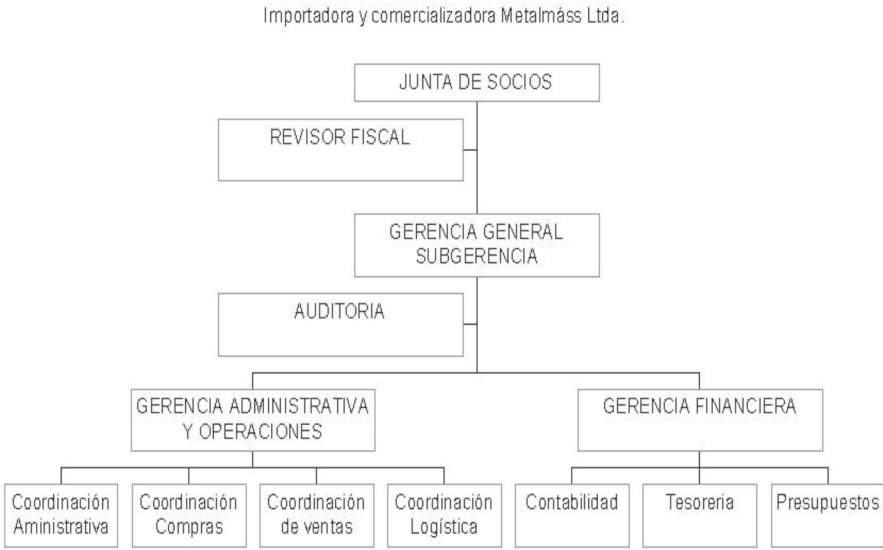 Importadora y comercializadora Metalmáss Ltda.
JUNTA DE SOCIOS
REVISOR FISCAL
GERENCIA GENERAL
SUBGERENCIA
AUDITORIA
GERENCIA ADMINISTRATIVA
Y OPERACIONES
GERENCIA FINANCIERA
Coordinación
Aministrativa
Coordinación
Compras
Coordinación
de ventas
Coordinación
Logística
Contabilidad
Tesoreria
Presupuestos